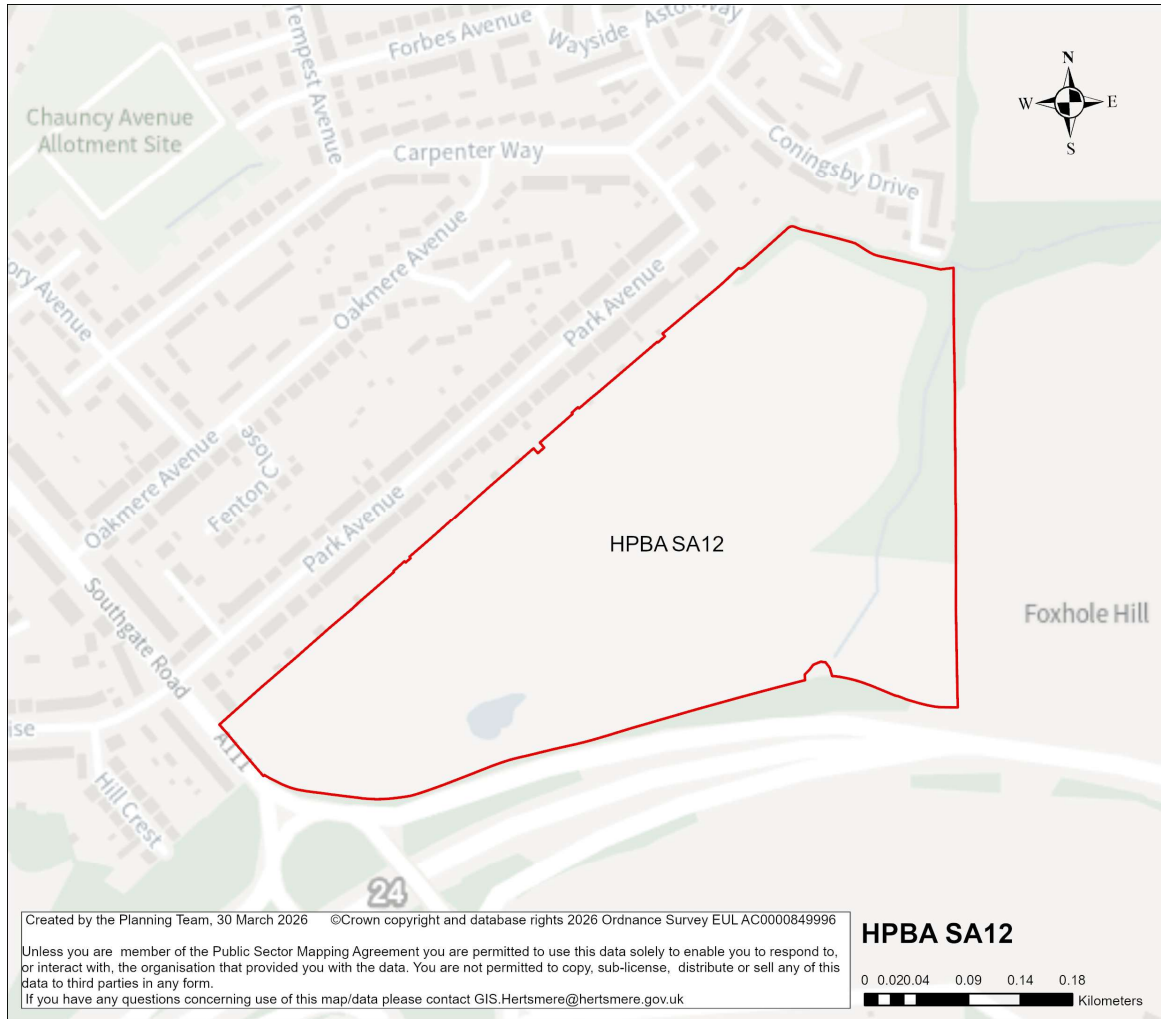 Tempest Avenue
Forbes Avenue
Wayside
Aston Way
N
W
E
S
Chauncy Avenue
Allotment Site
Carpenter Way
Coningsby Drive
Oakmere Avenue
Park Avenue
ory Avenue
Oakmere Avenue
Fenton Close
Park Avenue
HPBA SA12
Foxhole Hill
Southgate Road
A111
ise
Hill Crest
24
Created by the Planning Team, 30 March 2026 ©Crown copyright and database rights 2026 Ordnance Survey EUL AC0000849996
Unless you are member of the Public Sector Mapping Agreement you are permitted to use this data solely to enable you to respond to,
or interact with, the organisation that provided you with the data. You are not permitted to copy, sub-license, distribute or sell any of this
data to third parties in any form.
If you have any questions concerning use of this map/data please contact GIS.Hertsmere@hertsmere.gov.uk
HPBA SA12
0 0.020.04 0.09 0.14 0.18
Kilometers